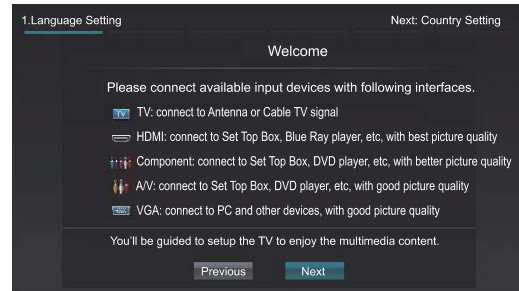 1.Language Setting
Next: Country Setting
Welcome
Please connect available input devices with following interfaces.
TV TV: connect to Antenna or Cable TV signal
HDMI: connect to Set Top Box, Blue Ray player, etc, with best picture quality
Component: connect to Set Top Box, DVD player, etc, with better picture quality
A/V: connect to Set Top Box, DVD player, etc, with good picture quality
VGA: connect to PC and other devices, with good picture quality
You'll be guided to setup the TV to enjoy the multimedia content.
Previous
Next